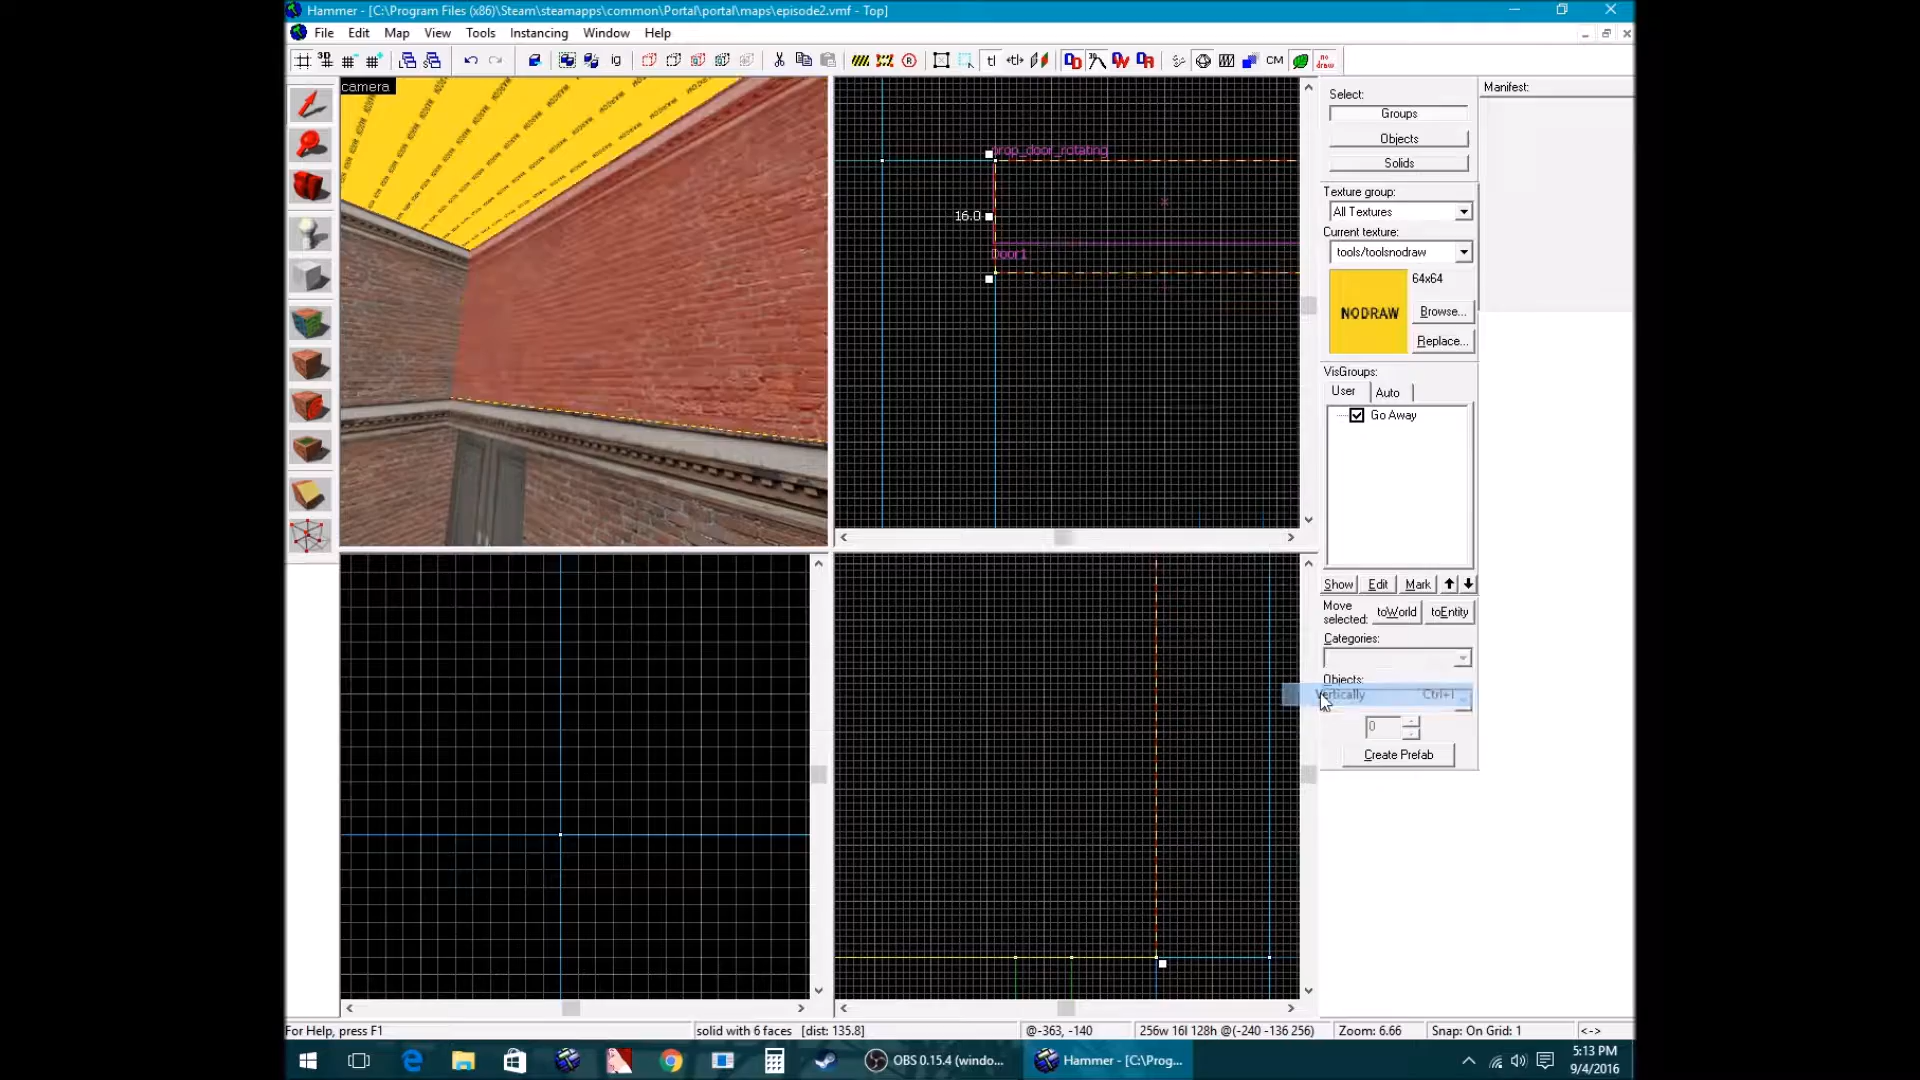 Hammer - [C:\Program Files (x86)\Steam\steamapps\common\Portal\portal\maps\episode2.vmf - Top]
File Edit Map View Tools Instancing Window Help
3D
ig
tl
CM
no draw
camera
prop_door_rotating
16.0
Door1
Select:
Groups
Objects
Solids
Texture group:
All Textures
Current texture:
tools/toolsnodraw
64x64
NODRAW
Browse...
Replace...
VisGroups:
User
Auto
Go Away
Show
Edit
Mark
Move selected:
toWorld
toEntity
Categories:
Objects:
Vertically Ctrl+I
0
Create Prefab
Manifest:
For Help, press F1
solid with 6 faces [dist: 135.8]
@-363, -140
256w 16l 128h @(-240 -136 256)
Zoom: 6.66
Snap: On Grid: 1
<->
OBS 0.15.4 (windo...
Hammer - [C:\Prog...
5:13 PM
9/4/2016